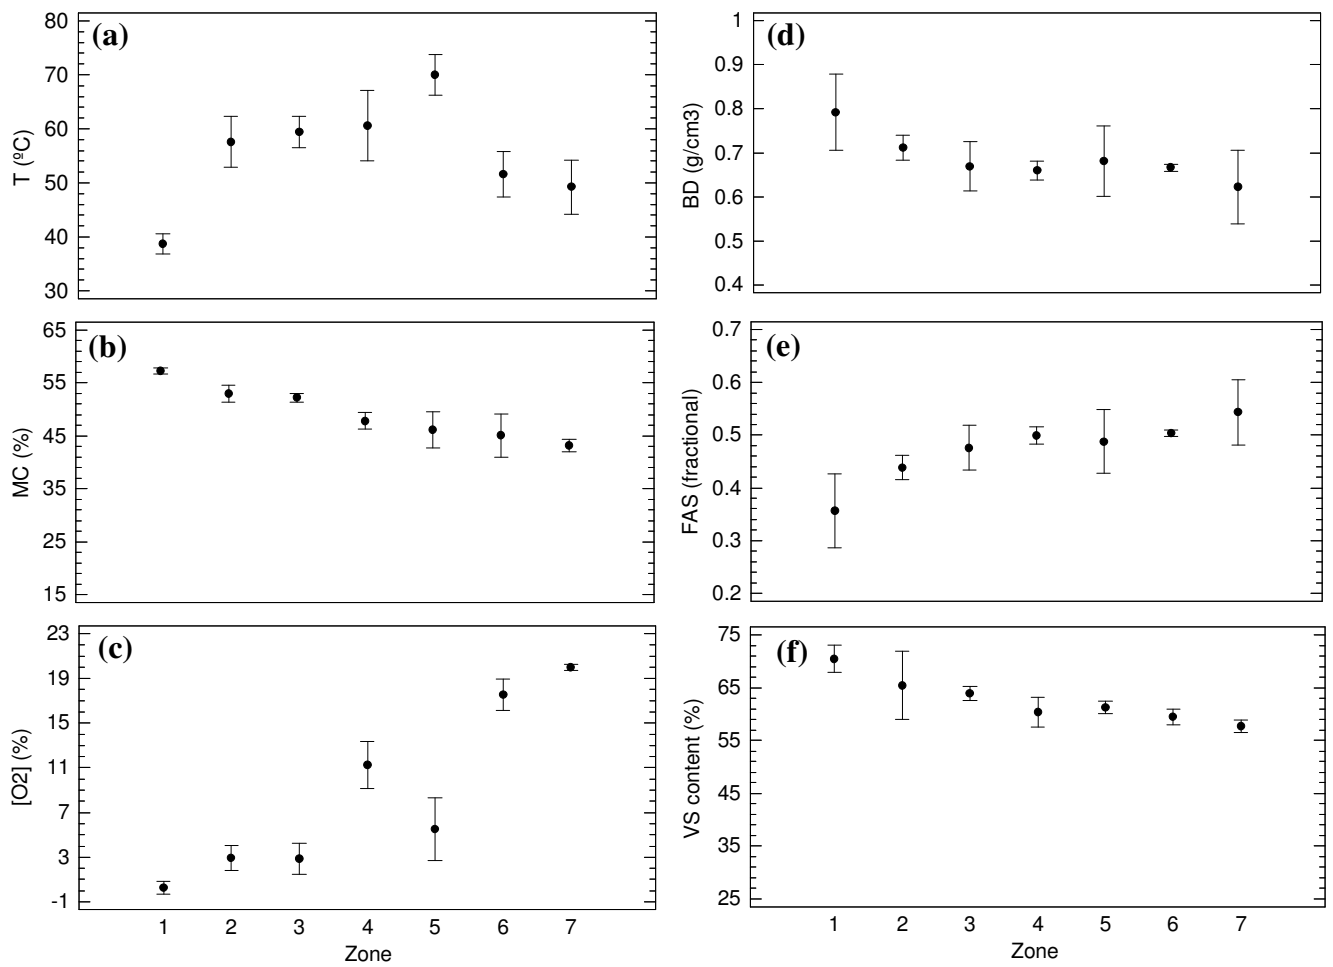 (a)
T (ºC)
80
70
60
50
40
30
(b)
MC (%)
65
55
45
35
25
15
(c)
[O2] (%)
23
19
15
11
7
3
-1
1 2 3 4 5 6 7
Zone
(d)
BD (g/cm3)
1
0.9
0.8
0.7
0.6
0.5
0.4
(e)
FAS (fractional)
0.7
0.6
0.5
0.4
0.3
0.2
(f)
VS content (%)
75
65
55
45
35
25
1 2 3 4 5 6 7
Zone